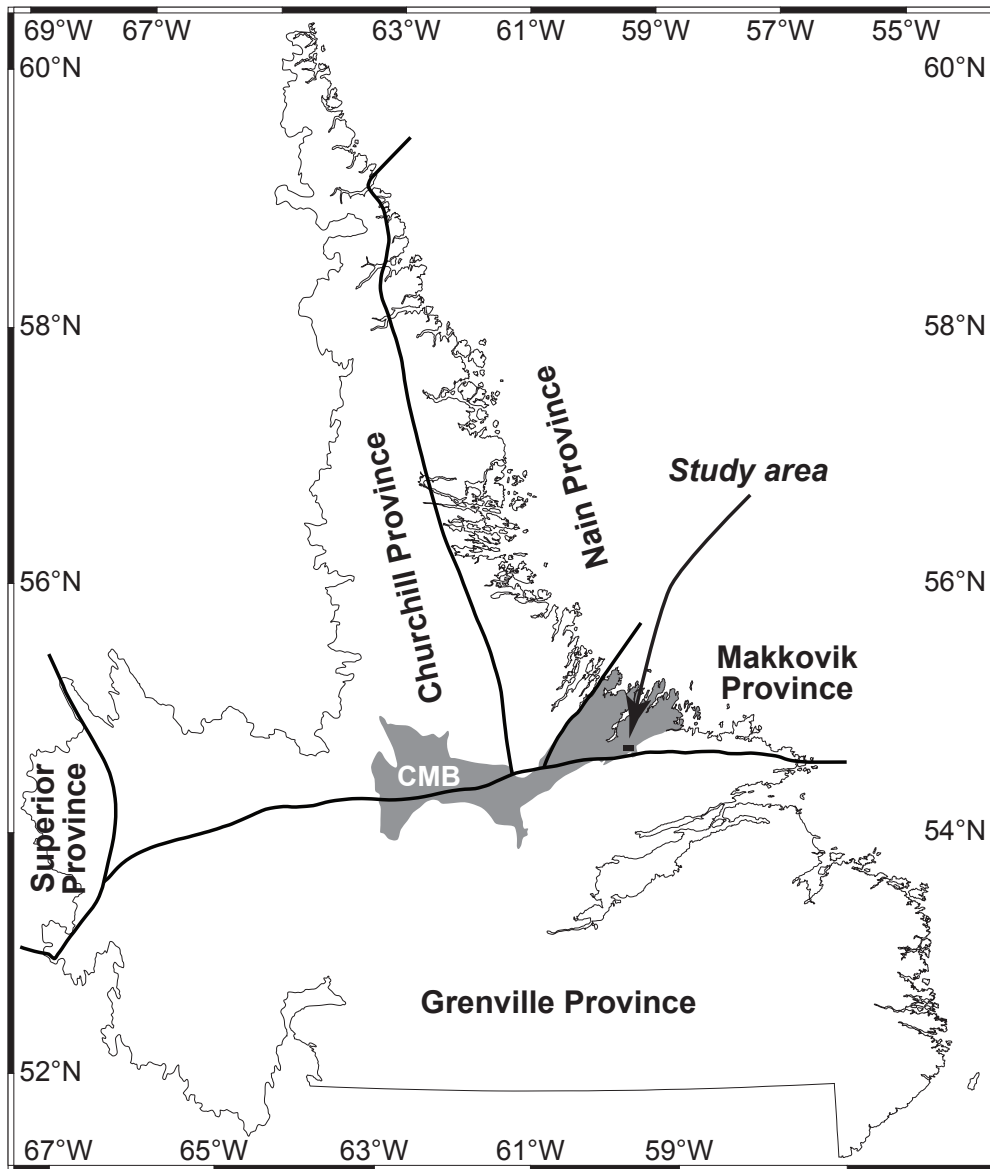 69°W 67°W 63°W 61°W 59°W 57°W 55°W
60°N 60°N
58°N 58°N
Nain Province
Study area
Churchill Province
56°N 56°N
Makkovik
Province
CMB
Superior
Province
54°N
Grenville Province
52°N
67°W 65°W 63°W 61°W 59°W